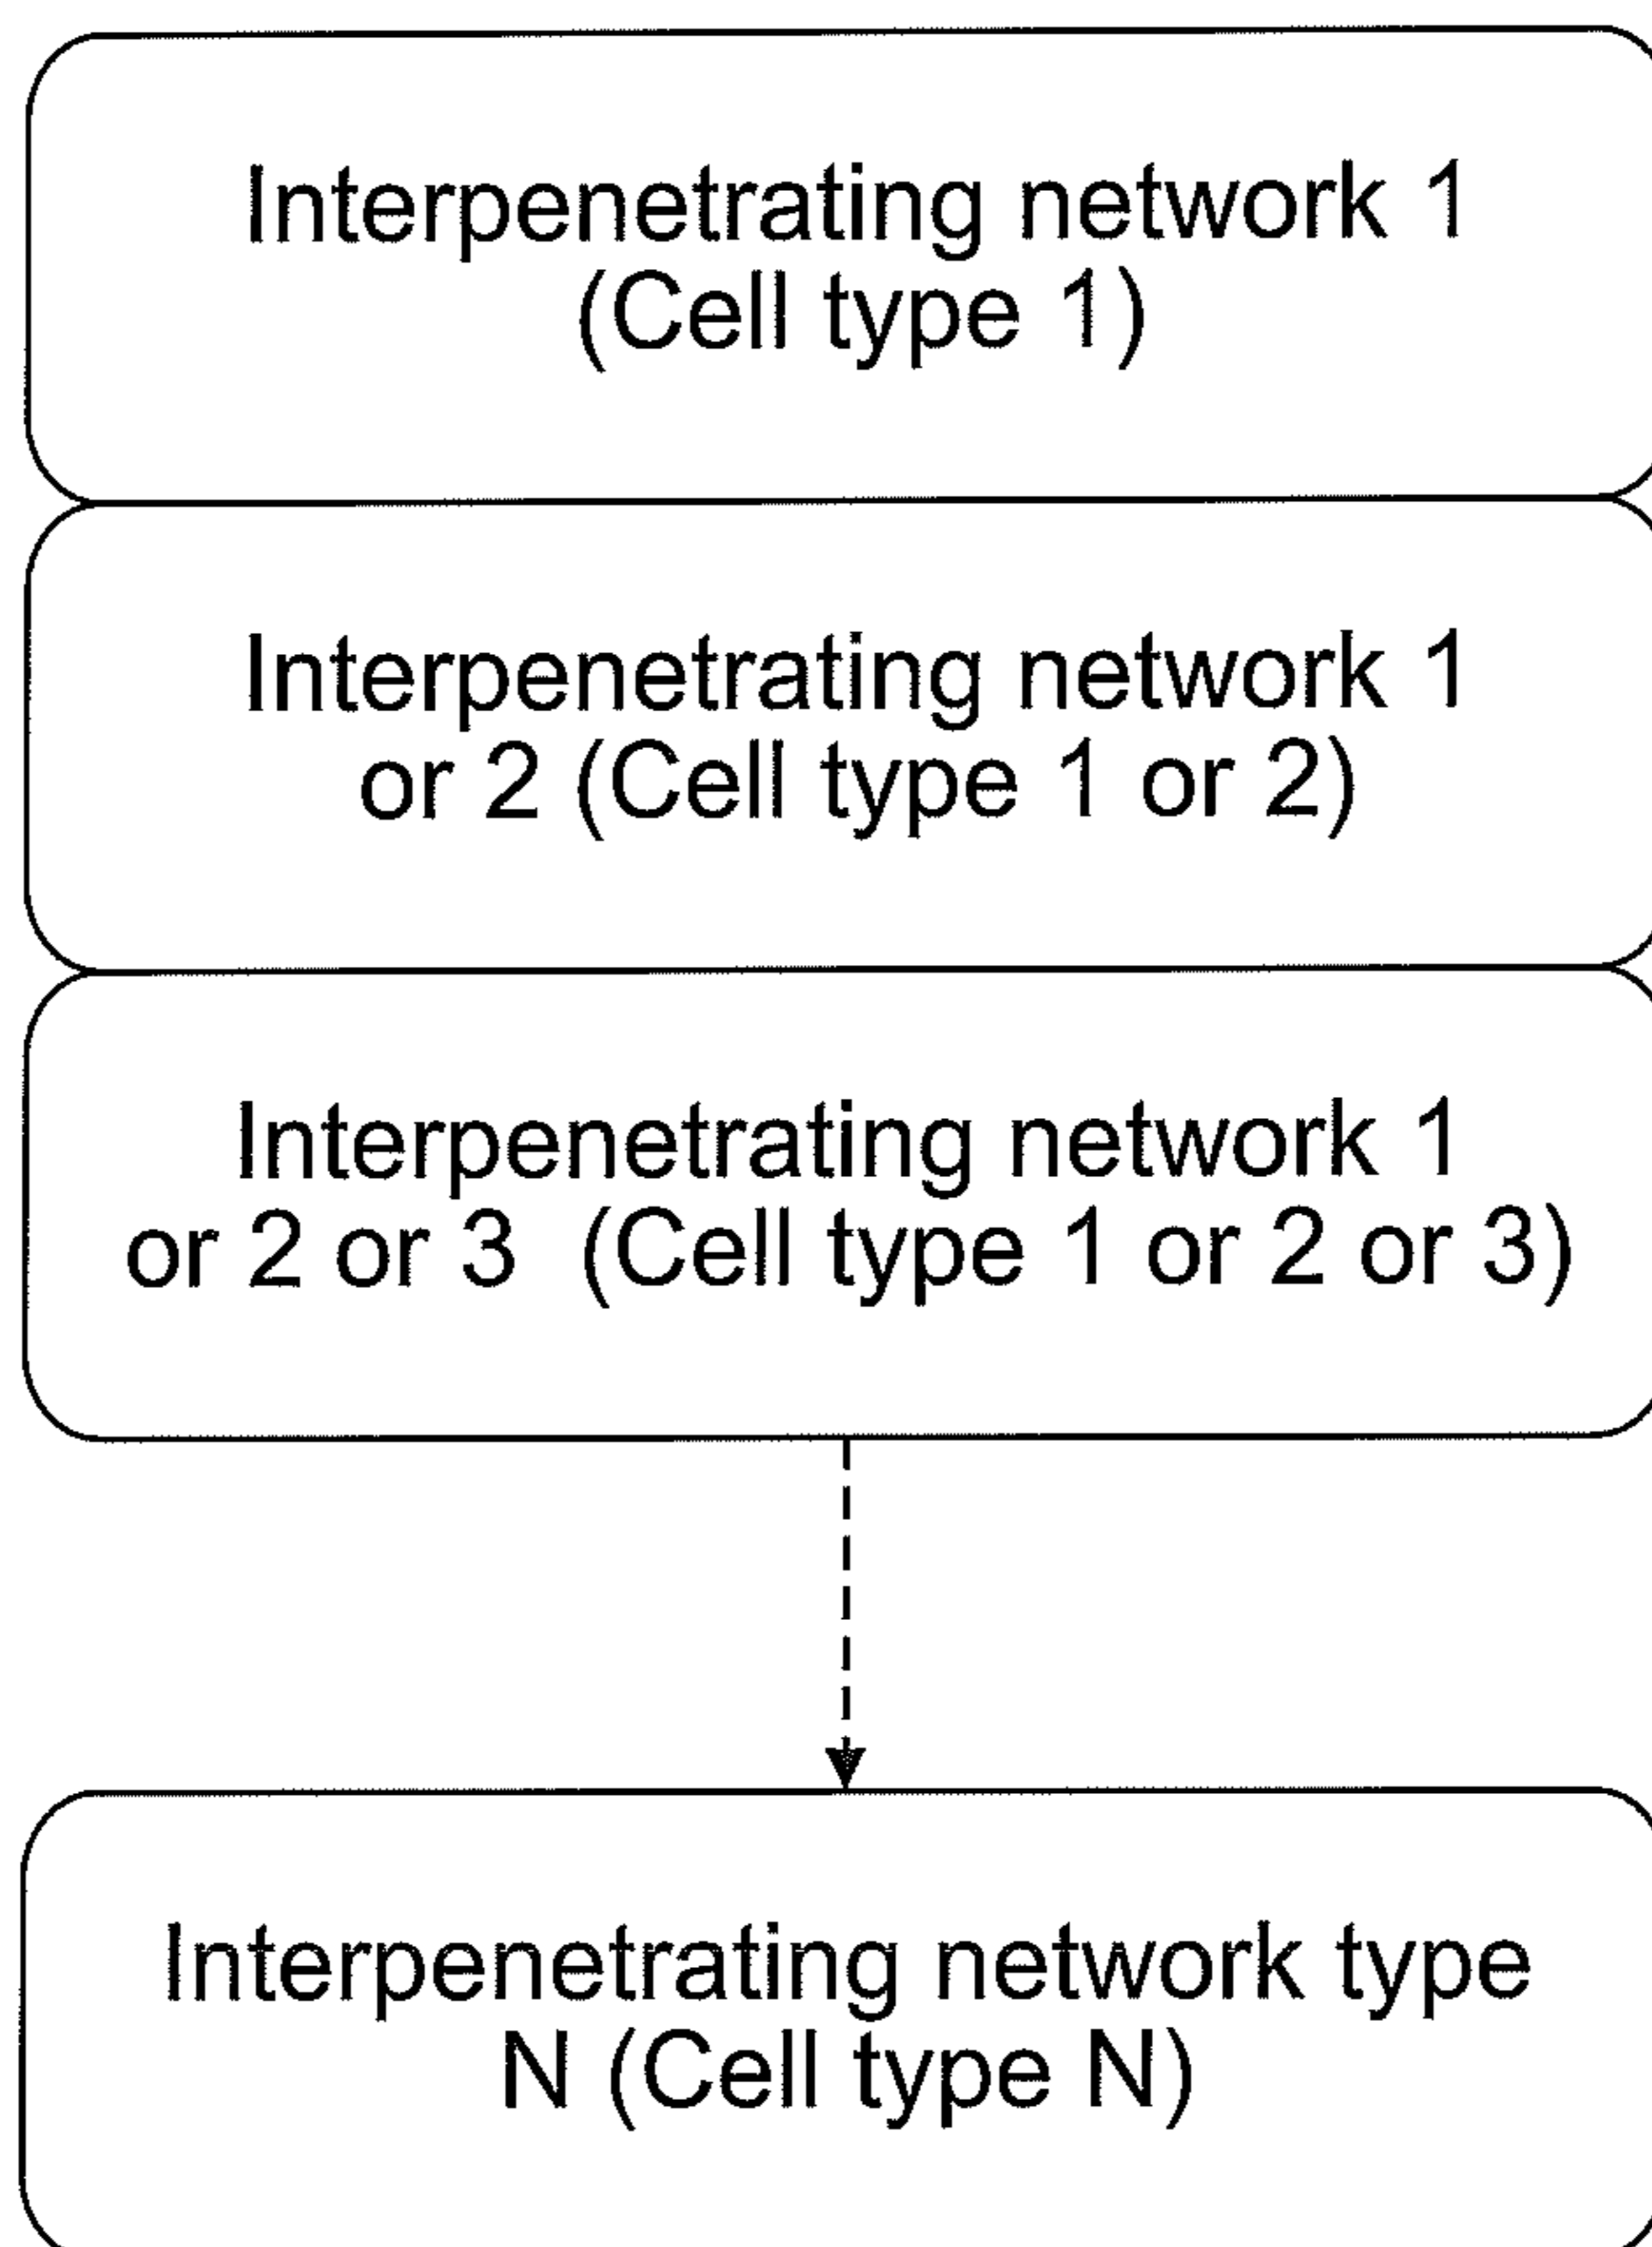 Interpenetrating network 1
(Cell type 1)
Interpenetrating network 1
or 2 (Cell type 1 or 2)
Interpenetrating network 1
or 2 or 3 (Cell type 1 or 2 or 3)
Interpenetrating network type
N (Cell type N)